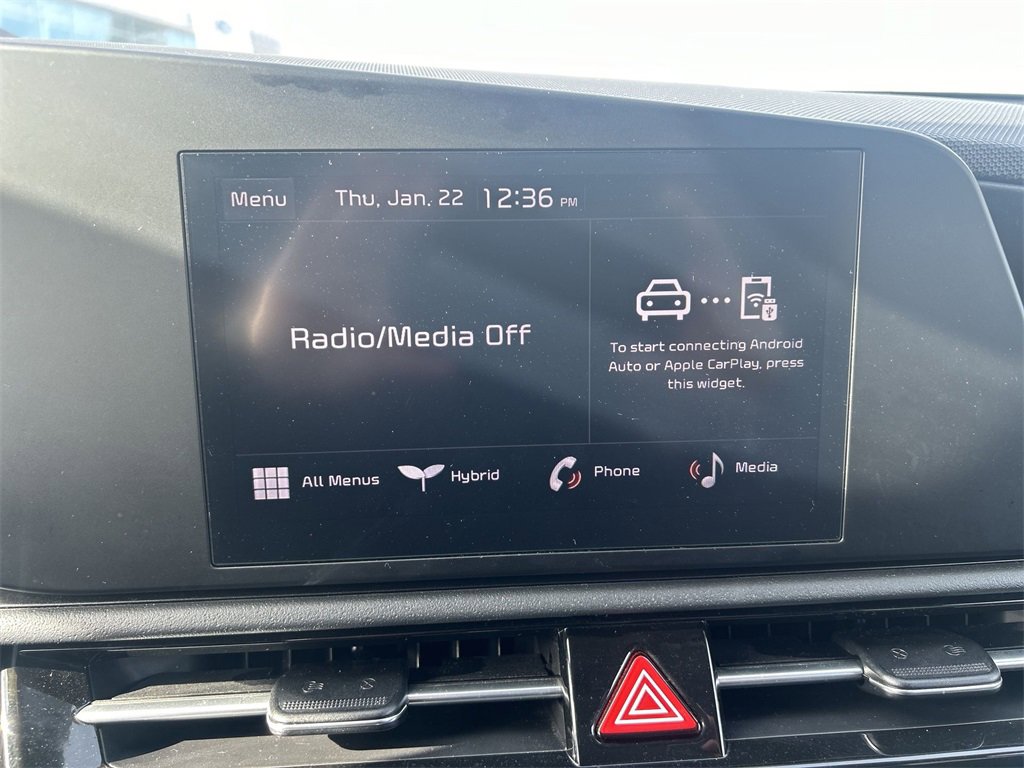 Menu Thu, Jan. 22 12:36 PM
Radio/Media Off
To start connecting Android
Auto or Apple CarPlay, press
this widget.
All Menus Hybrid Phone Media